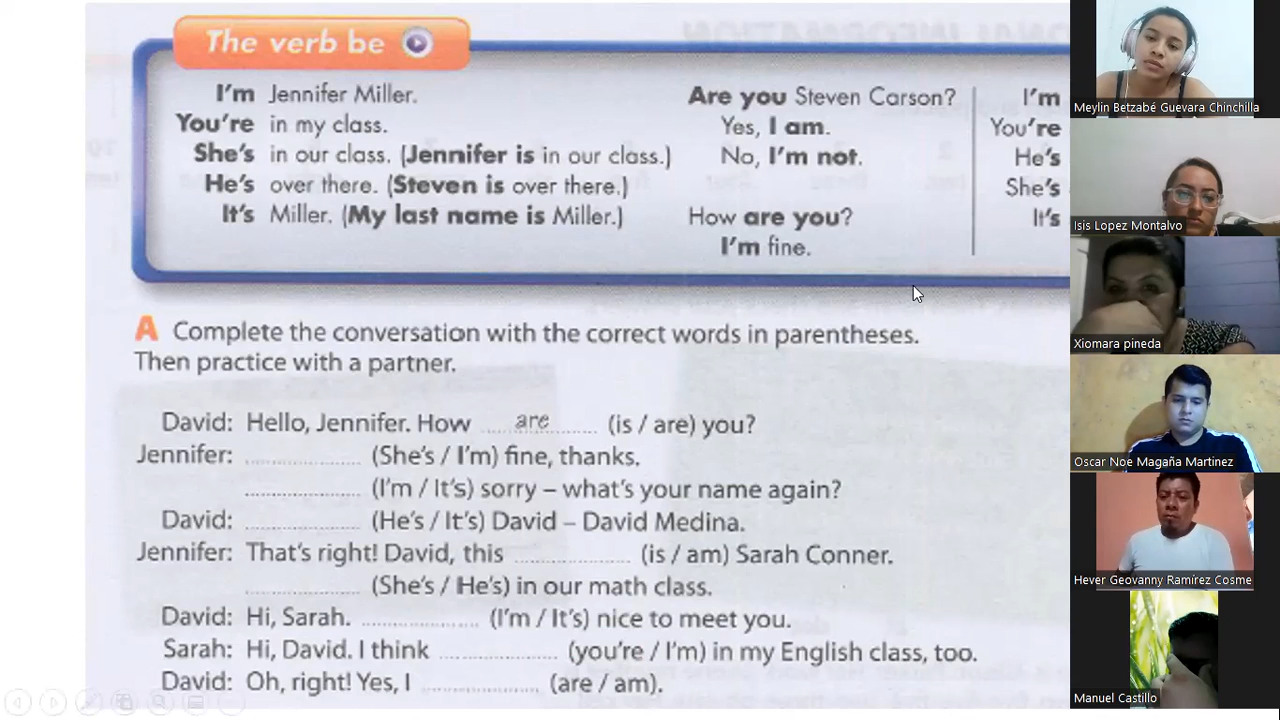 The verb be
I'm Jennifer Miller.
You're in my class.
She's in our class. (Jennifer is in our class.)
He's over there. (Steven is over there.)
It's Miller. (My last name is Miller.)
Are you Steven Carson?
Yes, I am.
No, I'm not.
How are you?
I'm fine.
I'm
You're
He's
She's
It's
A Complete the conversation with the correct words in parentheses.
Then practice with a partner.
David: Hello, Jennifer. How are (is / are) you?
Jennifer: (She's / I'm) fine, thanks.
(I'm / It's) sorry – what's your name again?
David: (He's / It's) David – David Medina.
Jennifer: That's right! David, this (is / am) Sarah Conner.
(She's / He's) in our math class.
David: Hi, Sarah. (I'm / It's) nice to meet you.
Sarah: Hi, David. I think (you're / I'm) in my English class, too.
David: Oh, right! Yes, I (are / am).
Meylin Betzabé Guevara Chinchilla
Isis Lopez Montalvo
Xiomara pineda
Oscar Noe Magaña Martinez
Hever Geovanny Ramírez Cosme
Manuel Castillo